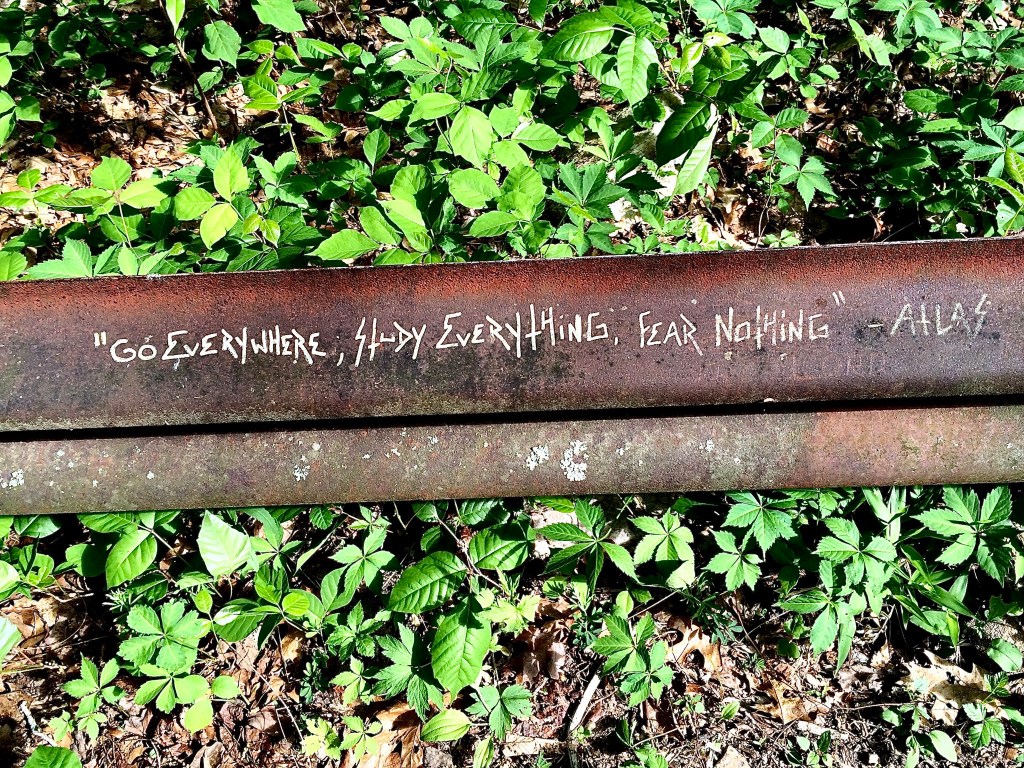 "GO EVERYWHERE, STUDY EVERYTHING, FEAR NOTHING" - ATLAS